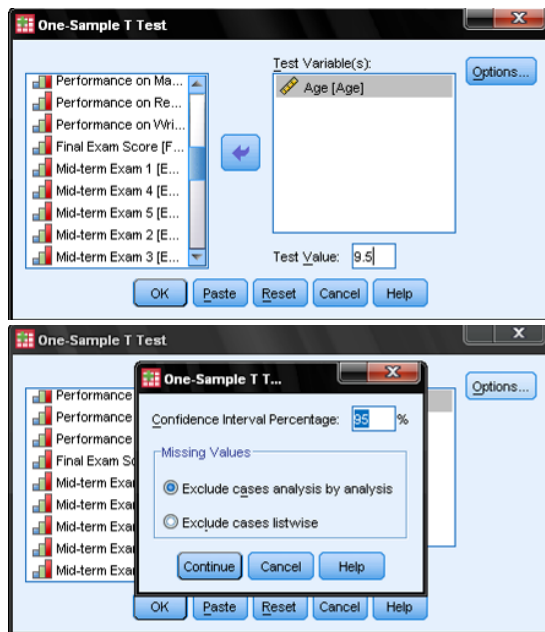 One-Sample T Test
Test Variable(s):
Performance on Ma...
Performance on Re...
Performance on Wri...
Final Exam Score [F...
Mid-term Exam 1 [E...
Mid-term Exam 4 [E...
Mid-term Exam 5 [E...
Mid-term Exam 2 [E...
Mid-term Exam 3 [E...
Age [Age]
Options...
Test Value: 9.5
OK Paste Reset Cancel Help
One-Sample T Test
Options...
Performance
Performance
Performance
Final Exam Sc
Mid-term Exa
Mid-term Exa
Mid-term Exa
Mid-term Exa
Mid-term Exa
One-Sample T T...
Confidence Interval Percentage: 95 %
Missing Values
Exclude cases analysis by analysis
Exclude cases listwise
Continue Cancel Help
OK Paste Reset Cancel Help